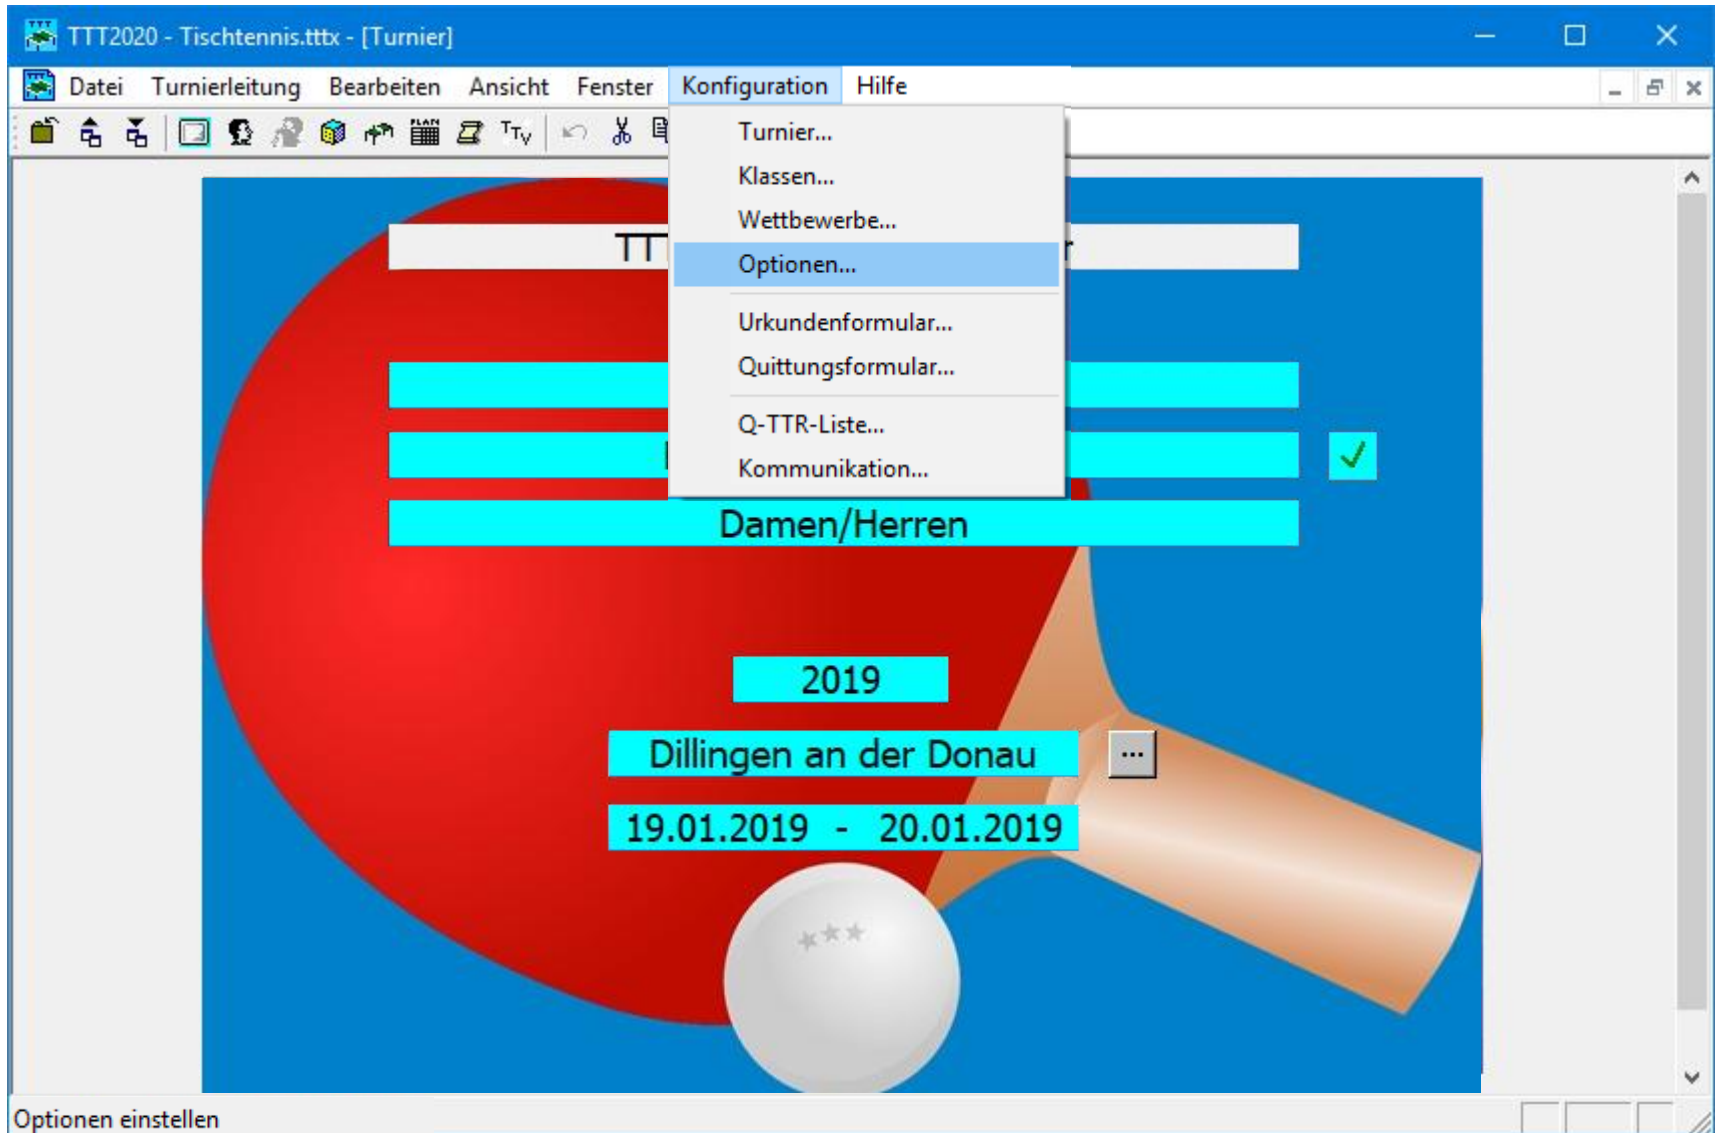 TTT2020 - Tischtennis.tttx - [Turnier]
Datei Turnierleitung Bearbeiten Ansicht Fenster Konfiguration Hilfe
Turnier...
Klassen...
Wettbewerbe...
Optionen...
Urkundenformular...
Quittungsformular...
Q-TTR-Liste...
Kommunikation...
Damen/Herren
2019
Dillingen an der Donau
...
19.01.2019 - 20.01.2019
Optionen einstellen